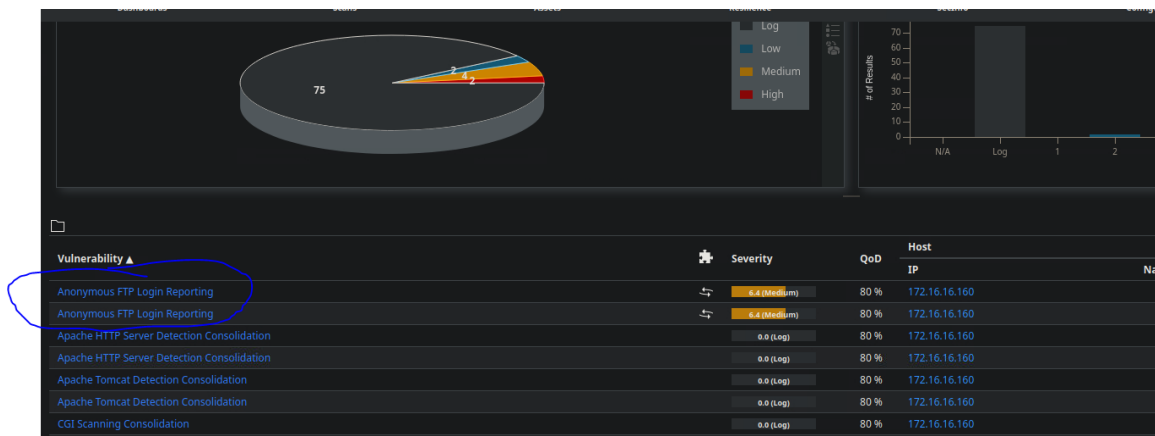 Dashboards Scans Assets Resilience SecInfo
Log
Low
Medium
High
75
2
4
2
# of Results
70
60
50
40
30
20
10
0
N/A Log 1 2
Vulnerability ▲ Severity QoD Host
IP
Anonymous FTP Login Reporting 6.4 (Medium) 80 % 172.16.16.160
Anonymous FTP Login Reporting 6.4 (Medium) 80 % 172.16.16.160
Apache HTTP Server Detection Consolidation 0.0 (Log) 80 % 172.16.16.160
Apache HTTP Server Detection Consolidation 0.0 (Log) 80 % 172.16.16.160
Apache Tomcat Detection Consolidation 0.0 (Log) 80 % 172.16.16.160
Apache Tomcat Detection Consolidation 0.0 (Log) 80 % 172.16.16.160
CGI Scanning Consolidation 0.0 (Log) 80 % 172.16.16.160